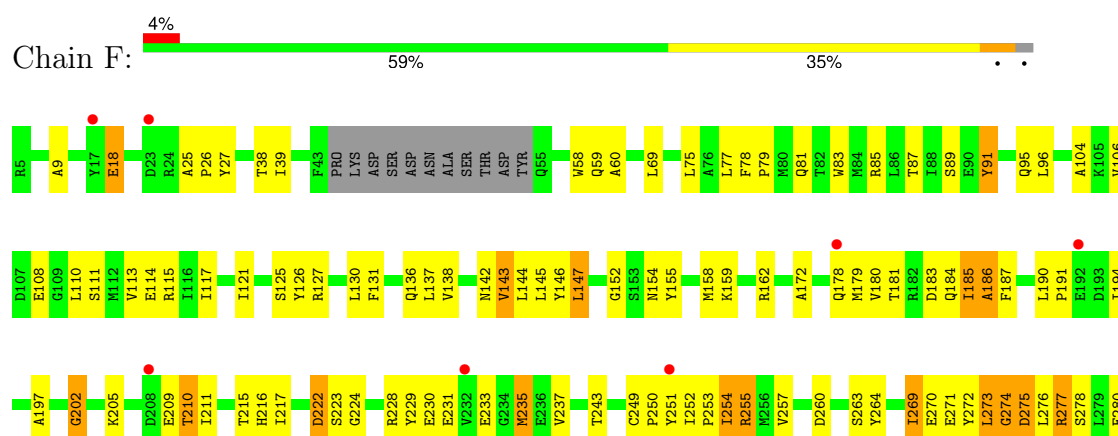 4%
Chain F:
59% 35% • •
R5 A9 Y17 E18 D23 R24 A25 P26 Y27 T38 I39 F43 PRO LYS ASP SER ASP ASN ALA SER THR ASP TYR Q55 W58 Q59 A60 L69 L75 A76 L77 F78 P79 M80 Q81 T82 W83 M84 R85 L86 T87 I88 S89 E90 Y91 Q95 L96 A104 K105 V106
D107 E108 G109 L110 S111 M112 V113 E114 R115 I116 I117 I121 S125 Y126 R127 L130 F131 Q136 L137 V138 N142 V143 L144 L145 Y146 L147 G152 S153 N154 Y155 M158 K159 R162 A172 Q178 M179 V180 T181 R182 D183 Q184 I185 A186 F187 L190 P191 E192 D193 I194
A197 G202 K205 D208 E209 T210 I211 T215 H216 I217 D222 S223 G224 R228 Y229 E230 E231 V232 E233 G234 M235 E236 V237 T243 C249 P250 Y251 I252 P253 I254 R255 M256 V257 D260 S263 Y264 I269 E270 E271 Y272 L273 G274 D275 L276 R277 S278 L279